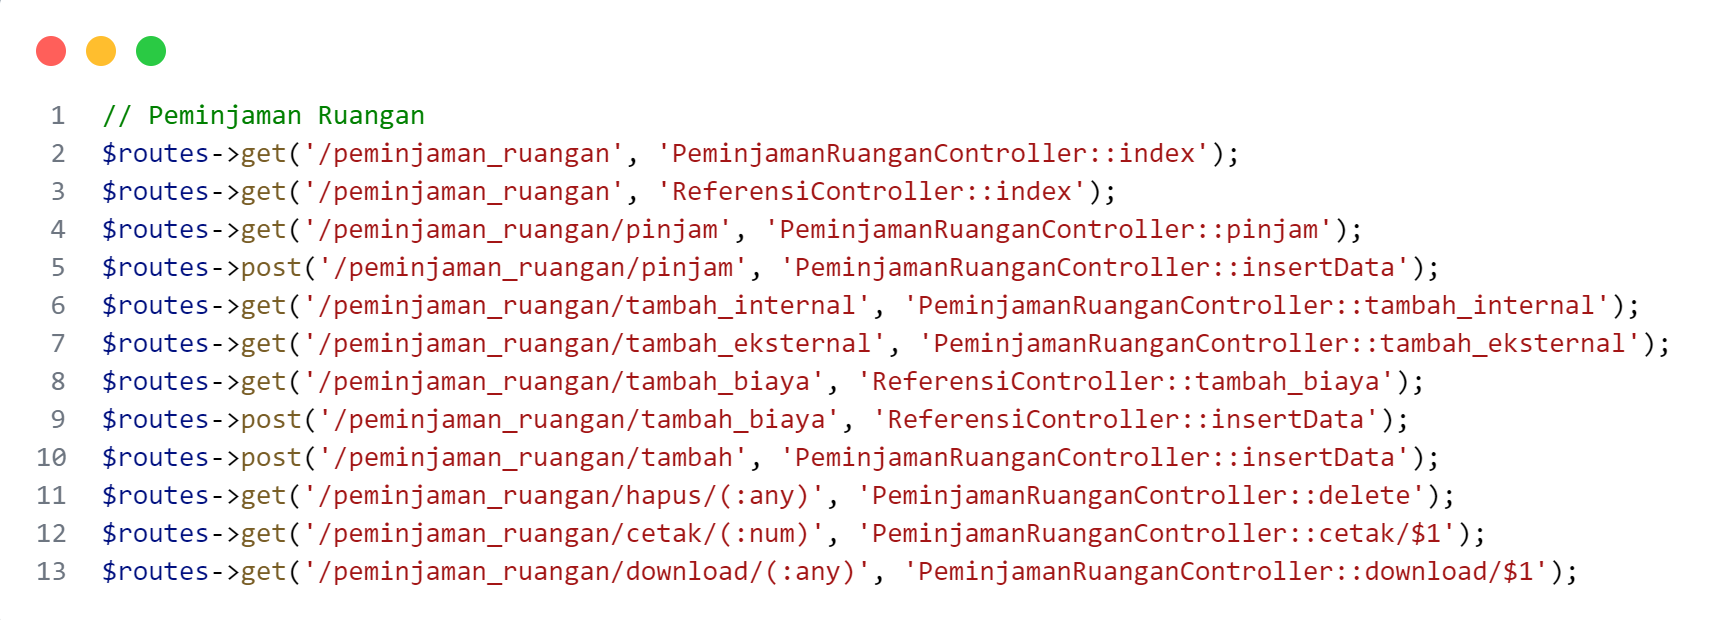 1 // Peminjaman Ruangan
2 $routes->get('/peminjaman_ruangan', 'PeminjamanRuanganController::index');
3 $routes->get('/peminjaman_ruangan', 'ReferensiController::index');
4 $routes->get('/peminjaman_ruangan/pinjam', 'PeminjamanRuanganController::pinjam');
5 $routes->post('/peminjaman_ruangan/pinjam', 'PeminjamanRuanganController::insertData');
6 $routes->get('/peminjaman_ruangan/tambah_internal', 'PeminjamanRuanganController::tambah_internal');
7 $routes->get('/peminjaman_ruangan/tambah_eksternal', 'PeminjamanRuanganController::tambah_eksternal');
8 $routes->get('/peminjaman_ruangan/tambah_biaya', 'ReferensiController::tambah_biaya');
9 $routes->post('/peminjaman_ruangan/tambah_biaya', 'ReferensiController::insertData');
10 $routes->post('/peminjaman_ruangan/tambah', 'PeminjamanRuanganController::insertData');
11 $routes->get('/peminjaman_ruangan/hapus/(:any)', 'PeminjamanRuanganController::delete');
12 $routes->get('/peminjaman_ruangan/cetak/(:num)', 'PeminjamanRuanganController::cetak/$1');
13 $routes->get('/peminjaman_ruangan/download/(:any)', 'PeminjamanRuanganController::download/$1');